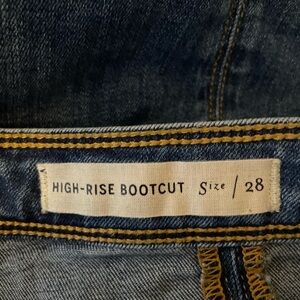 HIGH-RISE BOOTCUT Size / 28